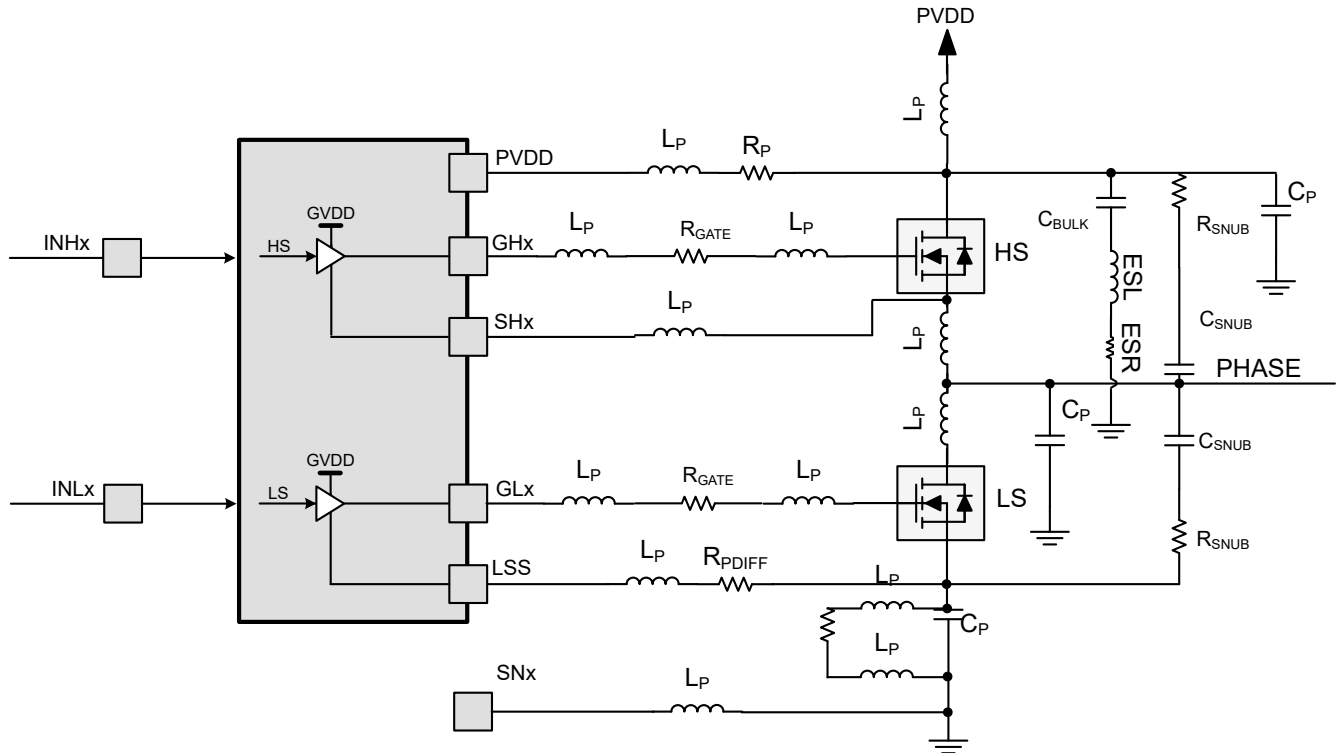 PVDD
LP
PVDD
LP
RP
CP
GVDD
LP
RGATE
LP
CBULK
RSNUB
INHx
HS
GHx
HS
ESL
SHx
LP
LP
CSNUB
ESR
PHASE
LP
CP
CSNUB
GVDD
LP
RGATE
LP
INLx
LS
GLx
LS
RSNUB
LSS
LP
RPDIFF
LP
CP
LP
SNx
LP